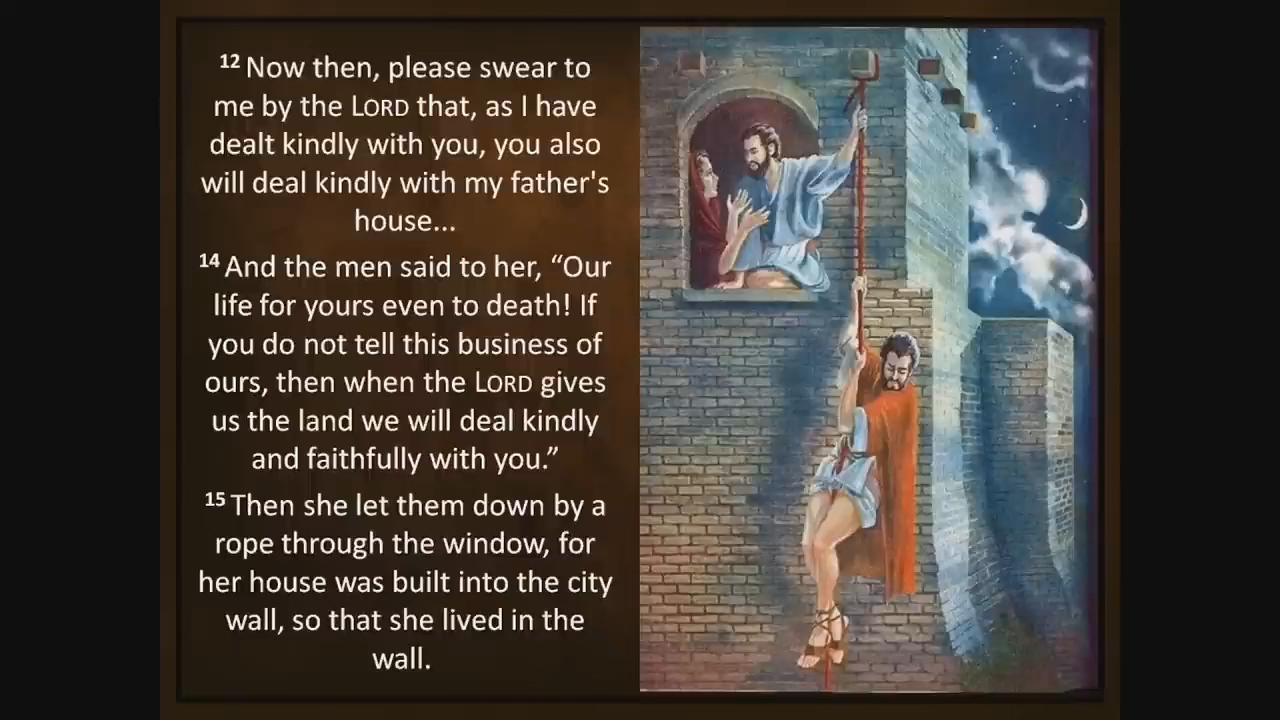 12 Now then, please swear to
me by the LORD that, as I have
dealt kindly with you, you also
will deal kindly with my father's
house...
14 And the men said to her, “Our
life for yours even to death! If
you do not tell this business of
ours, then when the LORD gives
us the land we will deal kindly
and faithfully with you.”
15 Then she let them down by a
rope through the window, for
her house was built into the city
wall, so that she lived in the
wall.